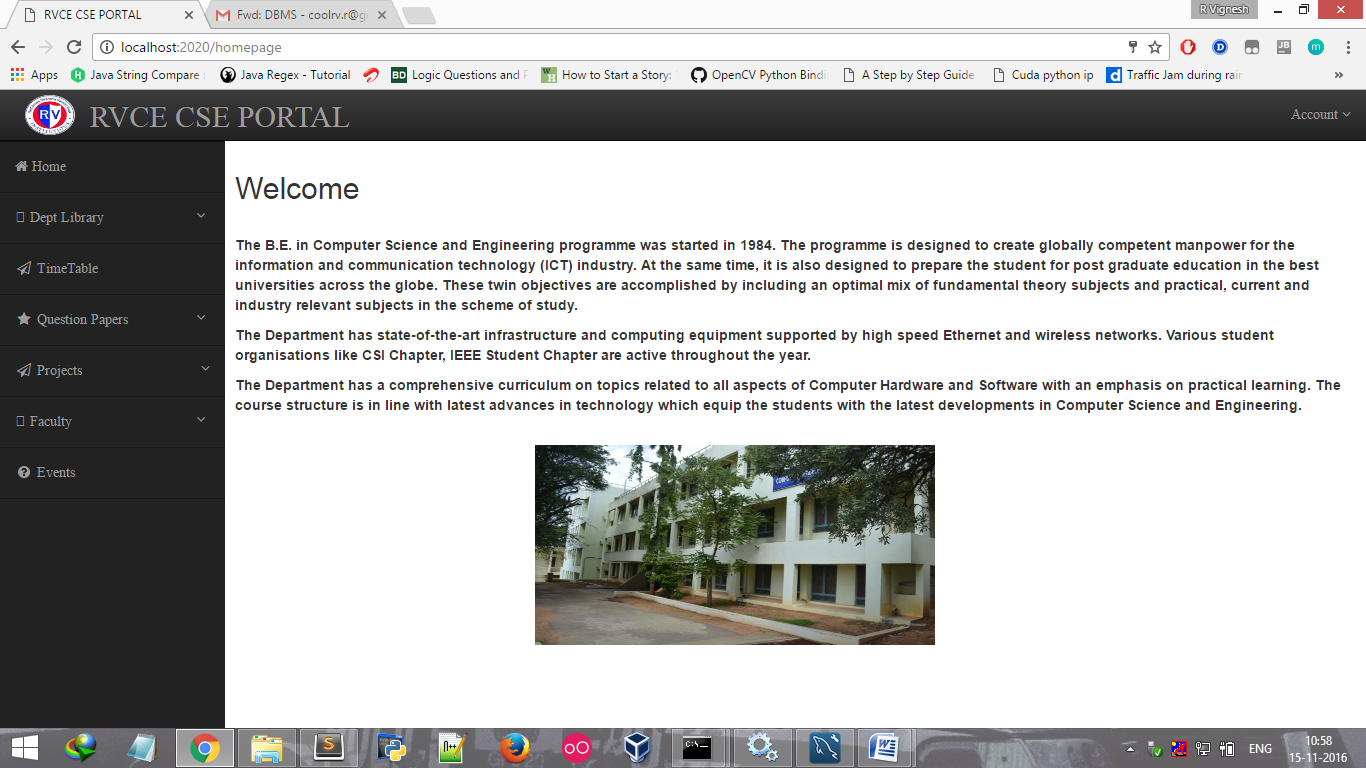 RVCE CSE PORTAL
Fwd: DBMS - coolrv.r@g
R Vignesh
localhost:2020/homepage
Apps
Java String Compare
Java Regex - Tutorial
Logic Questions and
How to Start a Story:
OpenCV Python Bindi
A Step by Step Guide
Cuda python ip
Traffic Jam during rain
RV
RVCE CSE PORTAL
Account
Home
Dept Library
TimeTable
Question Papers
Projects
Faculty
Events
Welcome
The B.E. in Computer Science and Engineering programme was started in 1984. The programme is designed to create globally competent manpower for the
information and communication technology (ICT) industry. At the same time, it is also designed to prepare the student for post graduate education in the best
universities across the globe. These twin objectives are accomplished by including an optimal mix of fundamental theory subjects and practical, current and
industry relevant subjects in the scheme of study.
The Department has state-of-the-art infrastructure and computing equipment supported by high speed Ethernet and wireless networks. Various student
organisations like CSI Chapter, IEEE Student Chapter are active throughout the year.
The Department has a comprehensive curriculum on topics related to all aspects of Computer Hardware and Software with an emphasis on practical learning. The
course structure is in line with latest advances in technology which equip the students with the latest developments in Computer Science and Engineering.
ENG
10:58
15-11-2016